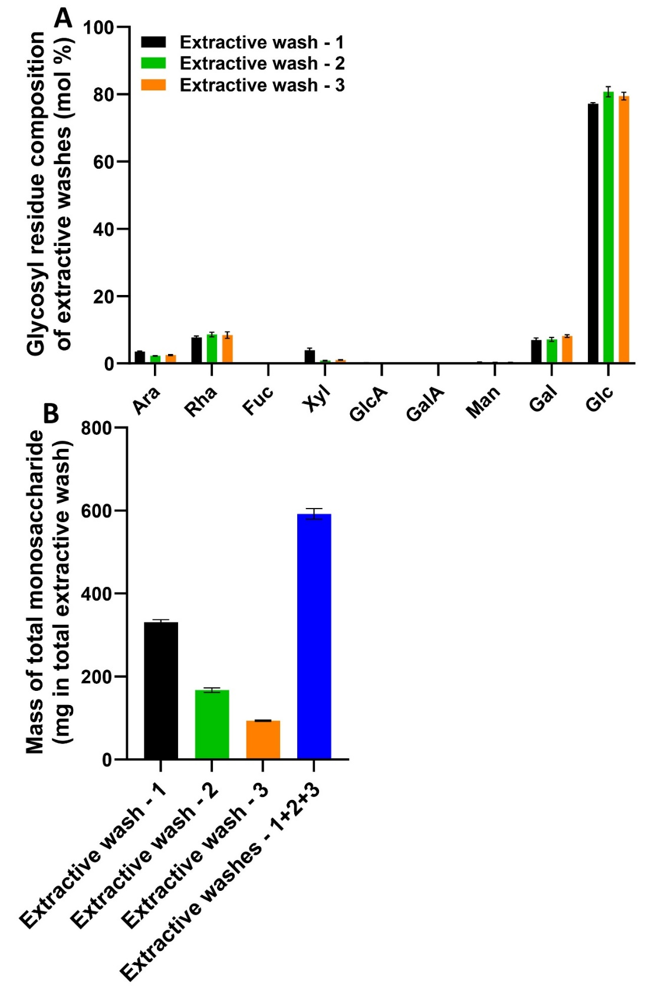 A
Glycosyl residue composition
of extractive washes (mol %)
100
80
60
40
20
0
Extractive wash - 1
Extractive wash - 2
Extractive wash - 3
Ara
Rha
Fuc
Xyl
GlcA
GalA
Man
Gal
Glc
B
Mass of total monosaccharide
(mg in total extractive wash)
800
600
400
200
0
Extractive wash - 1
Extractive wash - 2
Extractive wash - 3
Extractive washes - 1+2+3